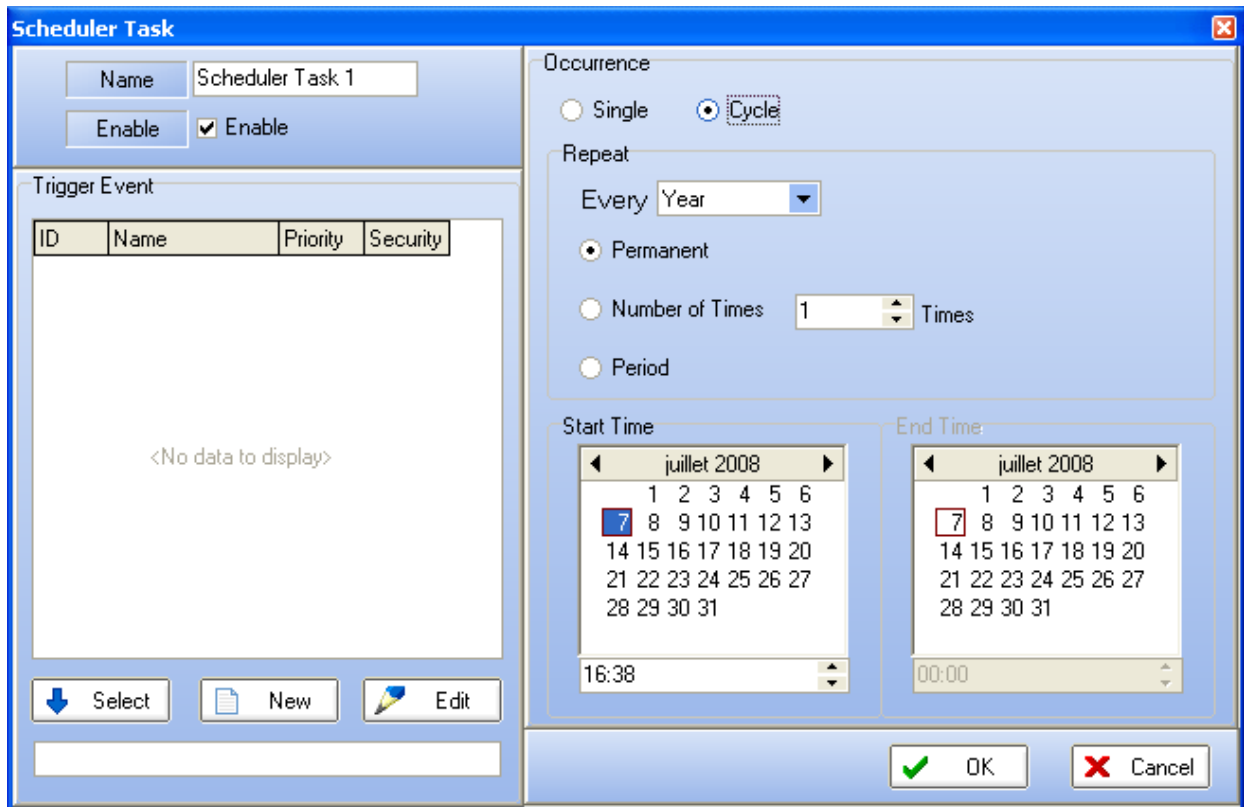 Scheduler Task
Name Scheduler Task 1
Enable Enable
Trigger Event
ID Name Priority Security
<No data to display>
Select New Edit
Occurrence
Single Cycle
Repeat
Every Year
Permanent
Number of Times 1 Times
Period
Start Time
juillet 2008
1 2 3 4 5 6
7 8 9 10 11 12 13
14 15 16 17 18 19 20
21 22 23 24 25 26 27
28 29 30 31
16:38
End Time
juillet 2008
1 2 3 4 5 6
7 8 9 10 11 12 13
14 15 16 17 18 19 20
21 22 23 24 25 26 27
28 29 30 31
00:00
OK Cancel